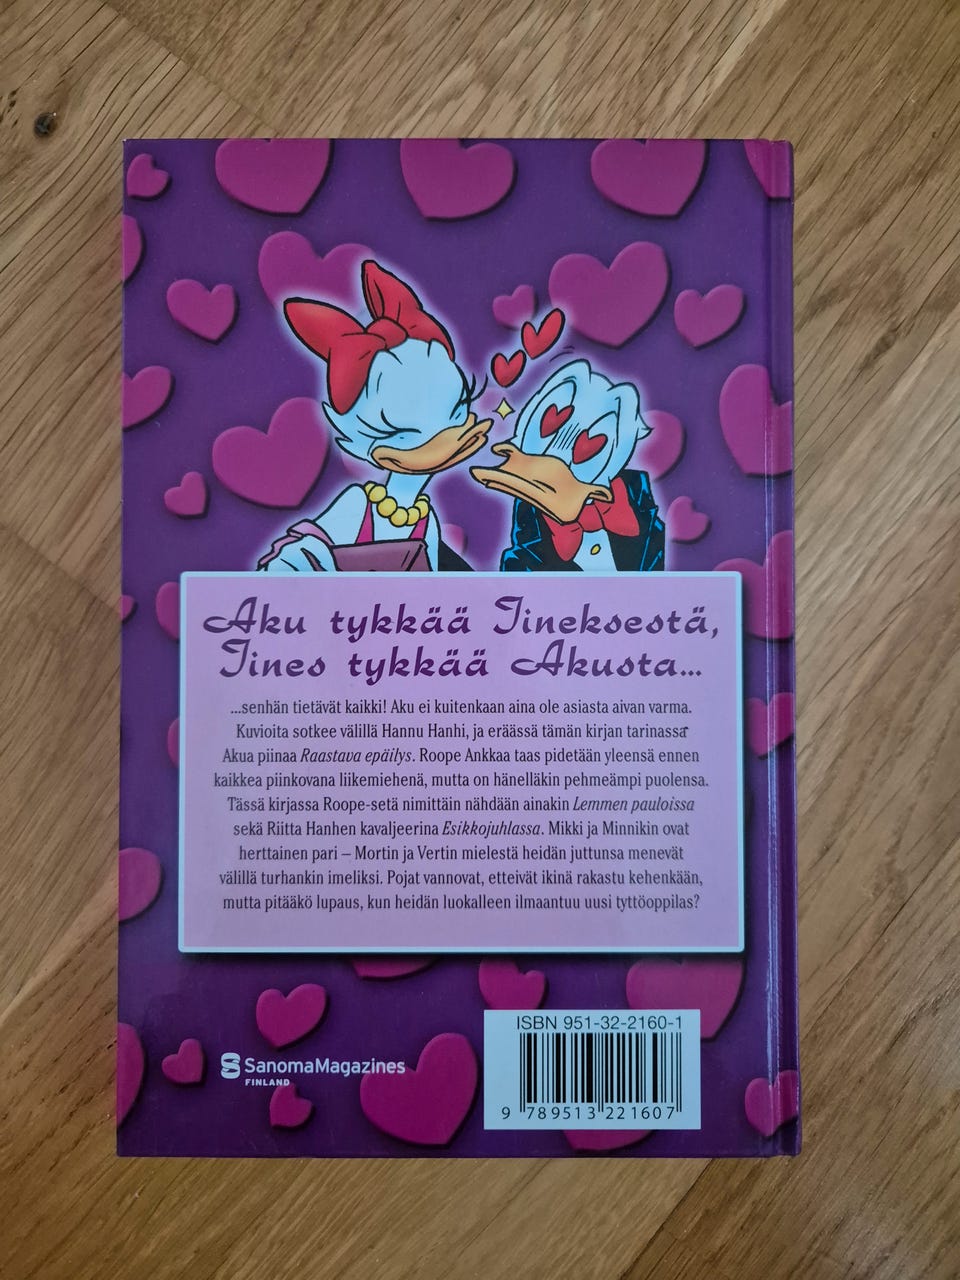 Aku tykkää Iineksestä,
Iines tykkää Akusta...
...senhän tietävät kaikki! Aku ei kuitenkaan aina ole asiasta aivan varma.
Kuvioita sotkee välillä Hannu Hanhi, ja eräässä tämän kirjan tarinassa
Akua piinaa Raastava epäilys. Roope Ankkaa taas pidetään yleensä ennen
kaikkea piinkovana liikemiehenä, mutta on hänelläkin pehmeämpi puolensa.
Tässä kirjassa Roope-setä nimittäin nähdään ainakin Lemmen pauloissa
sekä Riitta Hanhen kavaljeerina Esikkojuhlassa. Mikki ja Minnikin ovat
herttainen pari – Mortin ja Vertin mielestä heidän juttunsa menevät
välillä turhankin imeliksi. Pojat vannovat, etteivät ikinä rakastu kehenkään,
mutta pitääkö lupaus, kun heidän luokalleen ilmaantuu uusi tyttöoppilas?
ISBN 951-32-2160-1
SanomaMagazines
FINLAND
9 789513 221607